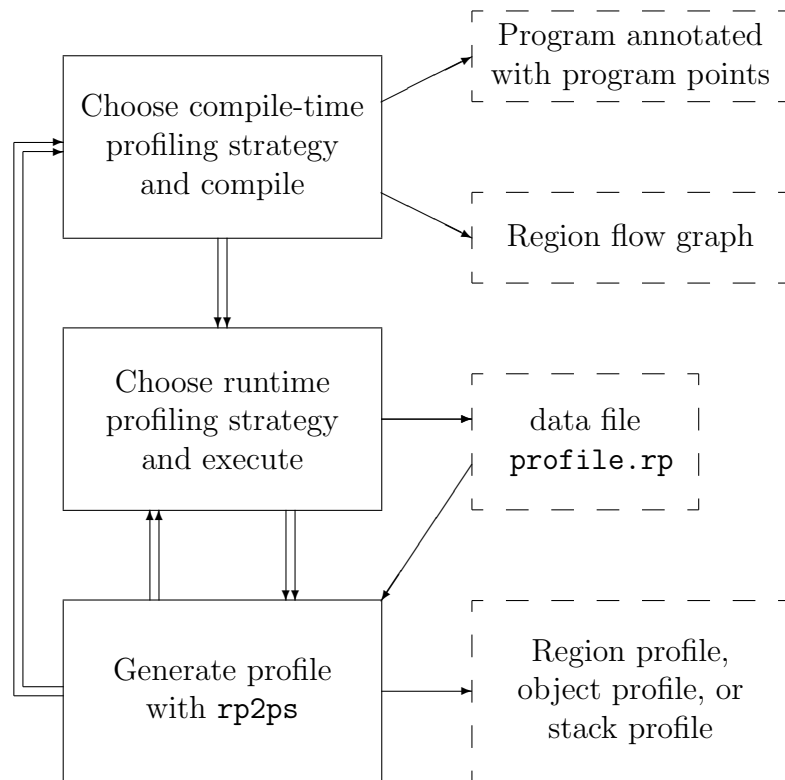 Program annotated
with program points
Choose compile-time
profiling strategy
and compile
Region flow graph
Choose runtime
profiling strategy
and execute
data file
profile.rp
Generate profile
with rp2ps
Region profile,
object profile, or
stack profile